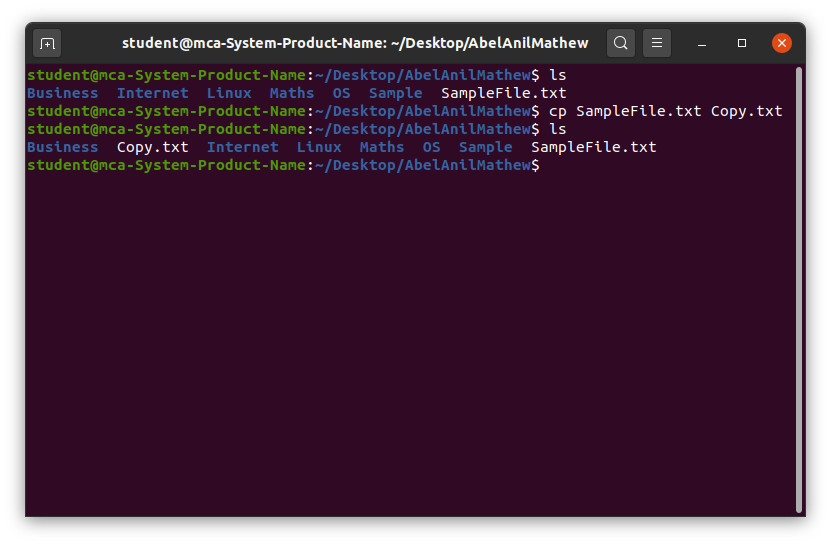 student@mca-System-Product-Name: ~/Desktop/AbelAnilMathew
student@mca-System-Product-Name:~/Desktop/AbelAnilMathew$ ls
Business  Internet  Linux  Maths  OS  Sample  SampleFile.txt
student@mca-System-Product-Name:~/Desktop/AbelAnilMathew$ cp SampleFile.txt Copy.txt
student@mca-System-Product-Name:~/Desktop/AbelAnilMathew$ ls
Business  Copy.txt  Internet  Linux  Maths  OS  Sample  SampleFile.txt
student@mca-System-Product-Name:~/Desktop/AbelAnilMathew$